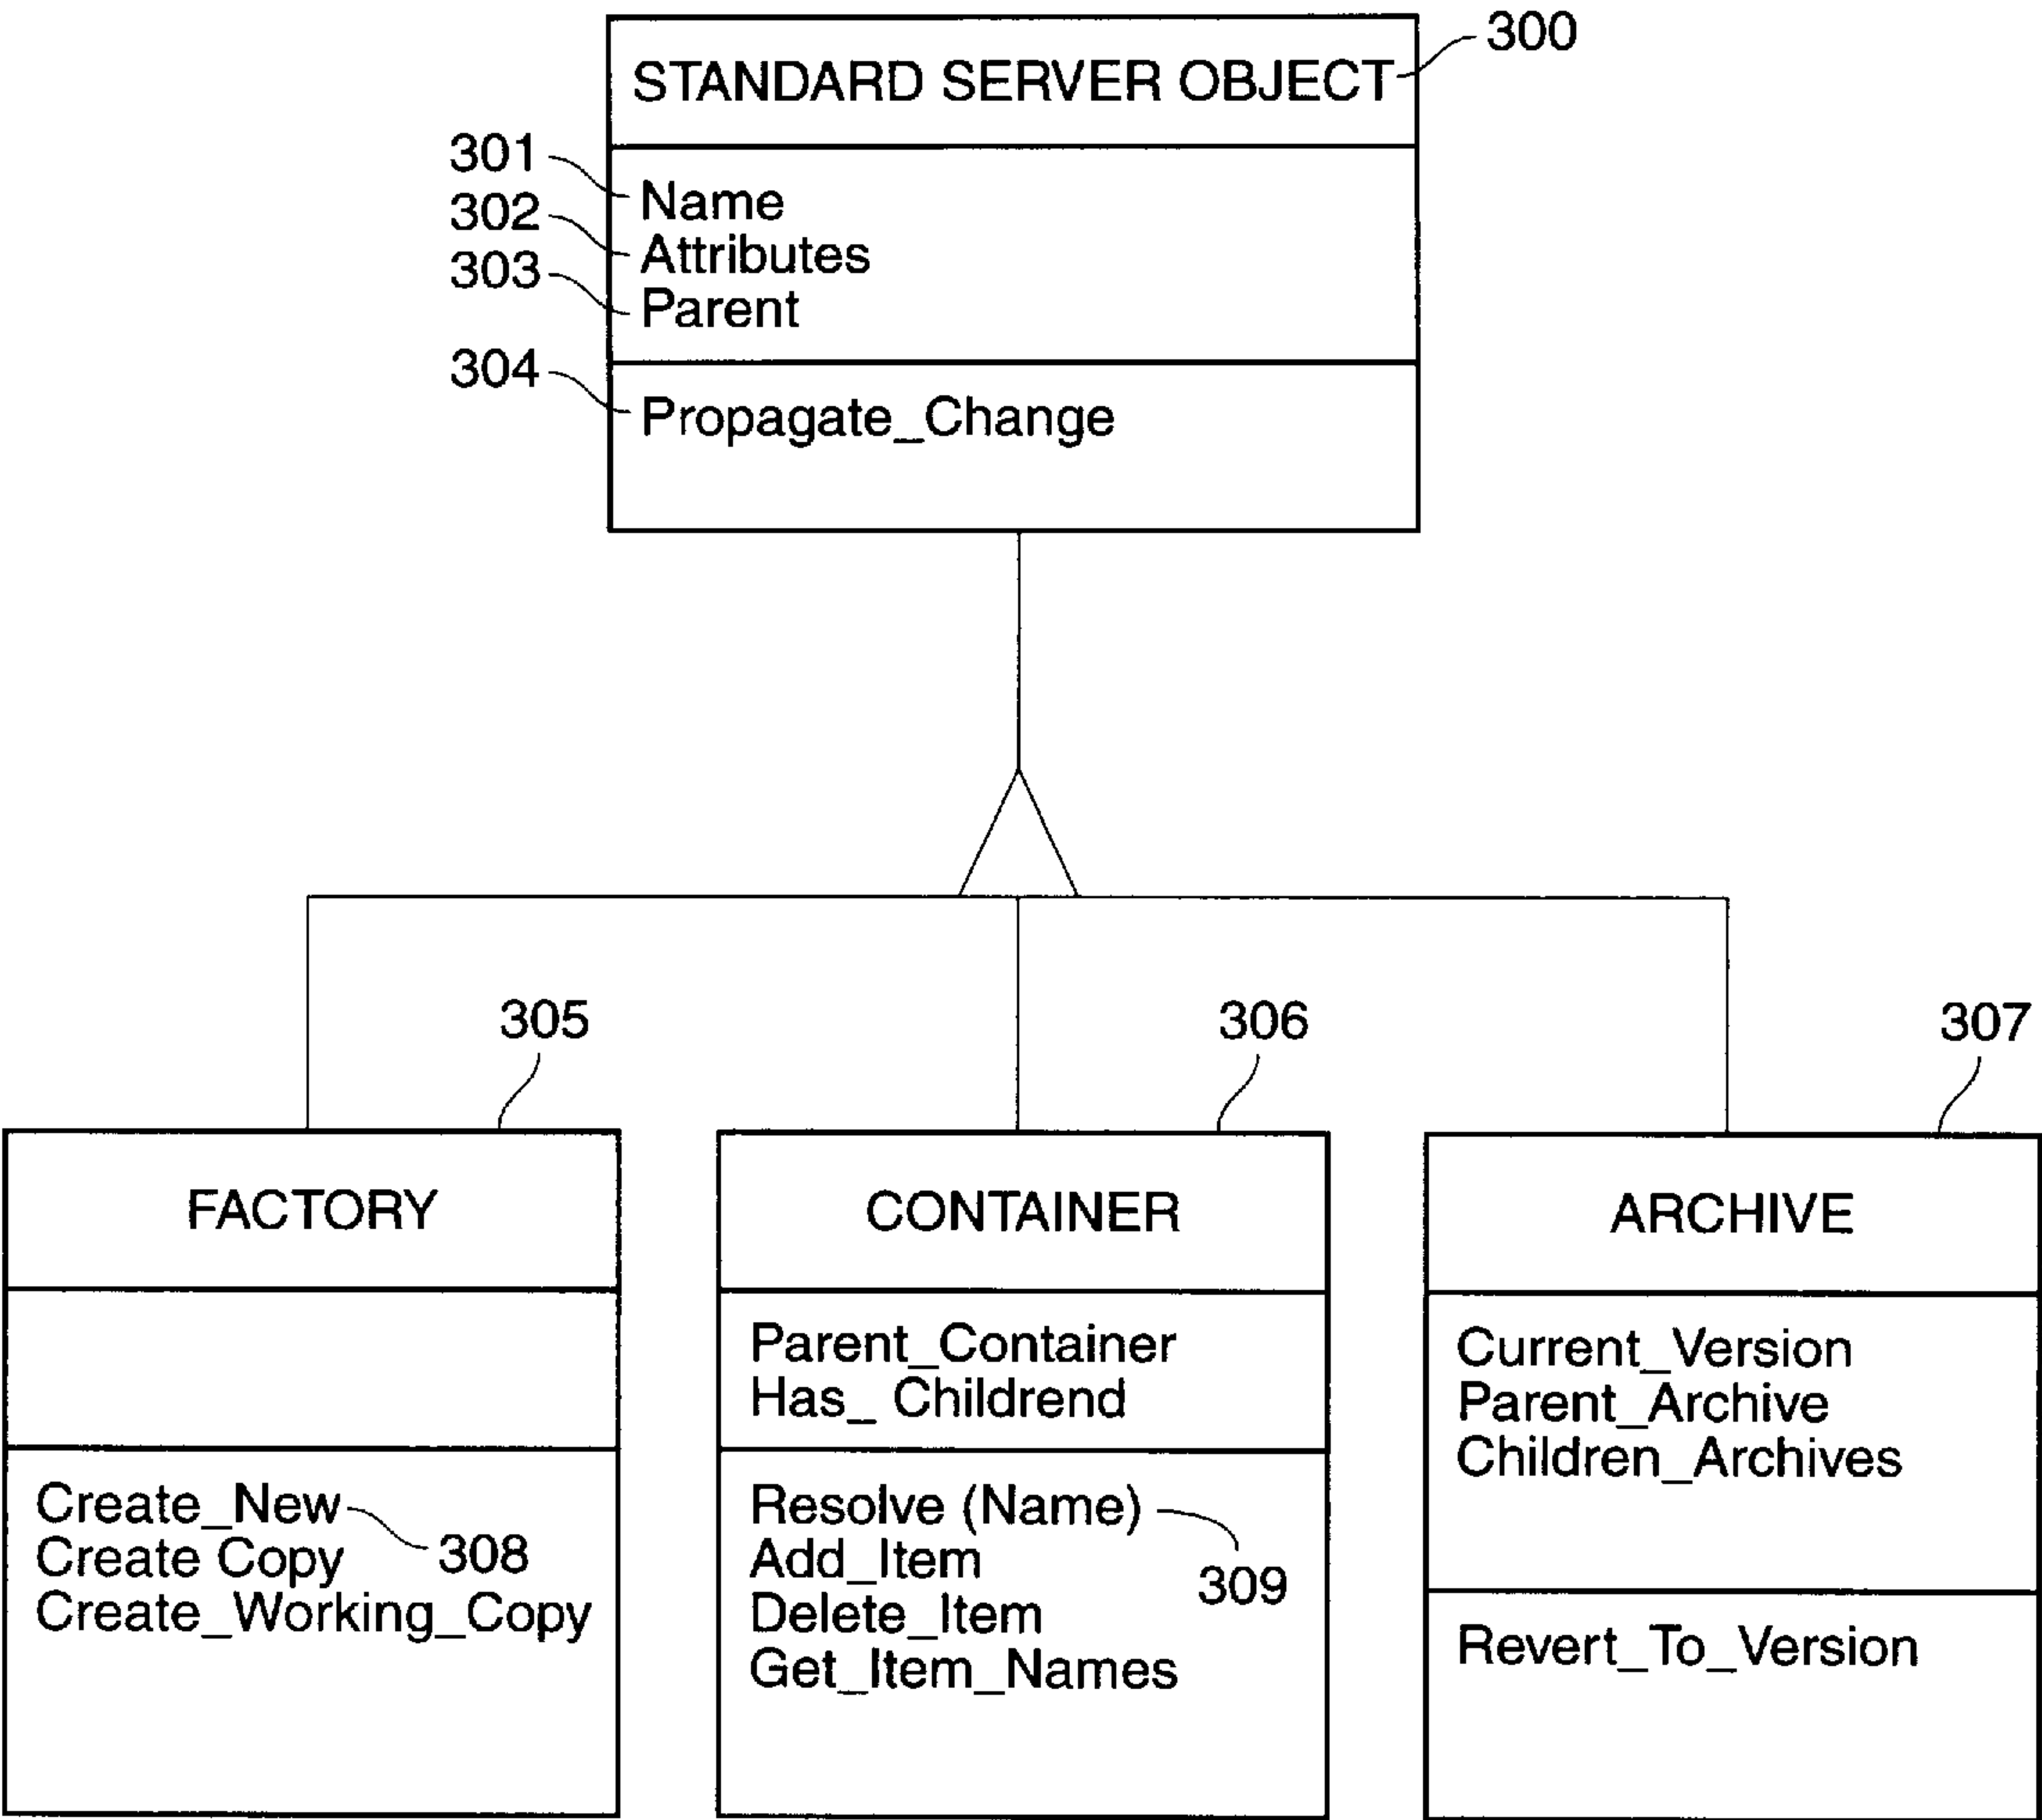 300
STANDARD SERVER OBJECT
301
Name
302
Attributes
303
Parent
304
Propagate_Change
305
306
307
FACTORY
CONTAINER
ARCHIVE
Parent_Container
Has_ Childrend
Current_Version
Parent_Archive
Children_Archives
Create_New
308
Create Copy
Create_Working_Copy
Resolve (Name)
309
Add_Item
Delete_Item
Get_Item_Names
Revert_To_Version